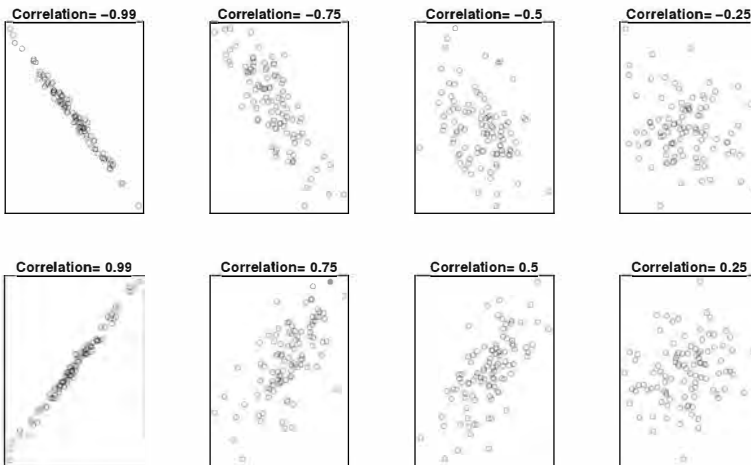 Correlation= −0.99
Correlation= −0.75
Correlation= −0.5
Correlation= −0.25
Correlation= 0.99
Correlation= 0.75
Correlation= 0.5
Correlation= 0.25